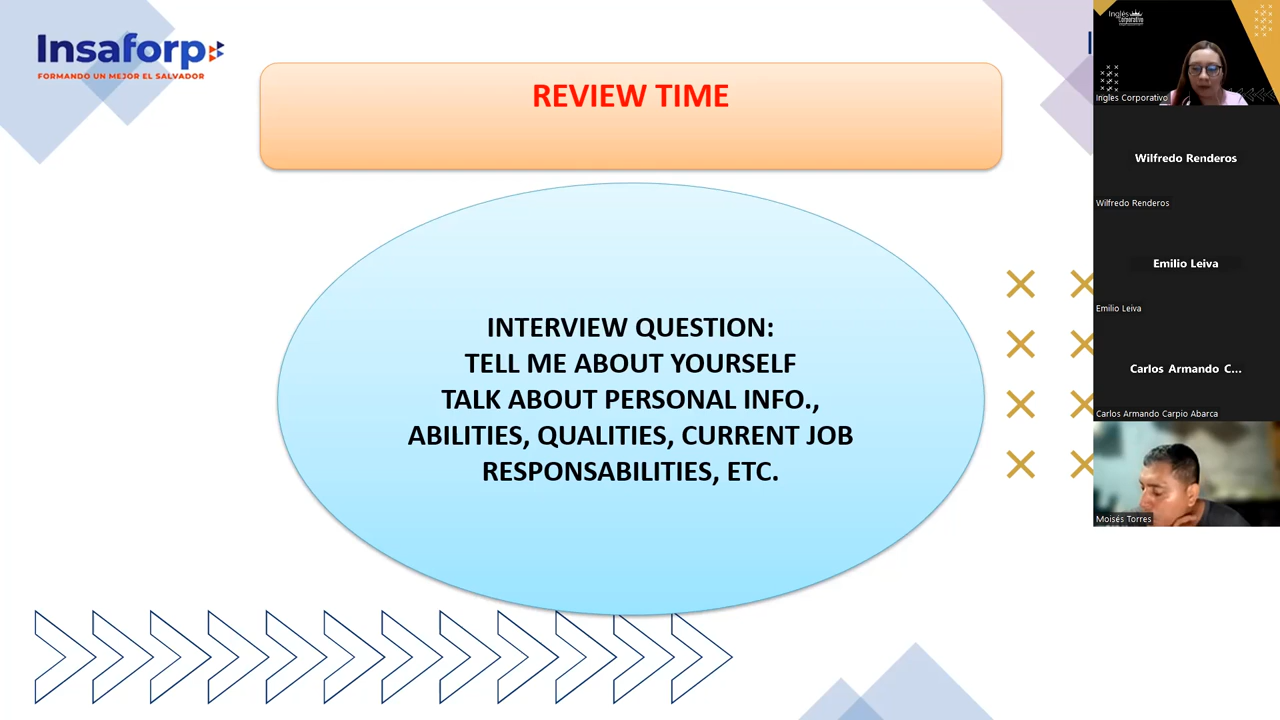 Insaforp
FORMANDO UN MEJOR EL SALVADOR
REVIEW TIME
INTERVIEW QUESTION:
TELL ME ABOUT YOURSELF
TALK ABOUT PERSONAL INFO.,
ABILITIES, QUALITIES, CURRENT JOB
RESPONSABILITIES, ETC.
Inglés
Corporativo
Ingles Corporativo
Wilfredo Renderos
Wilfredo Renderos
Emilio Leiva
Emilio Leiva
Carlos Armando C...
Carlos Armando Carpio Abarca
Moisés Torres